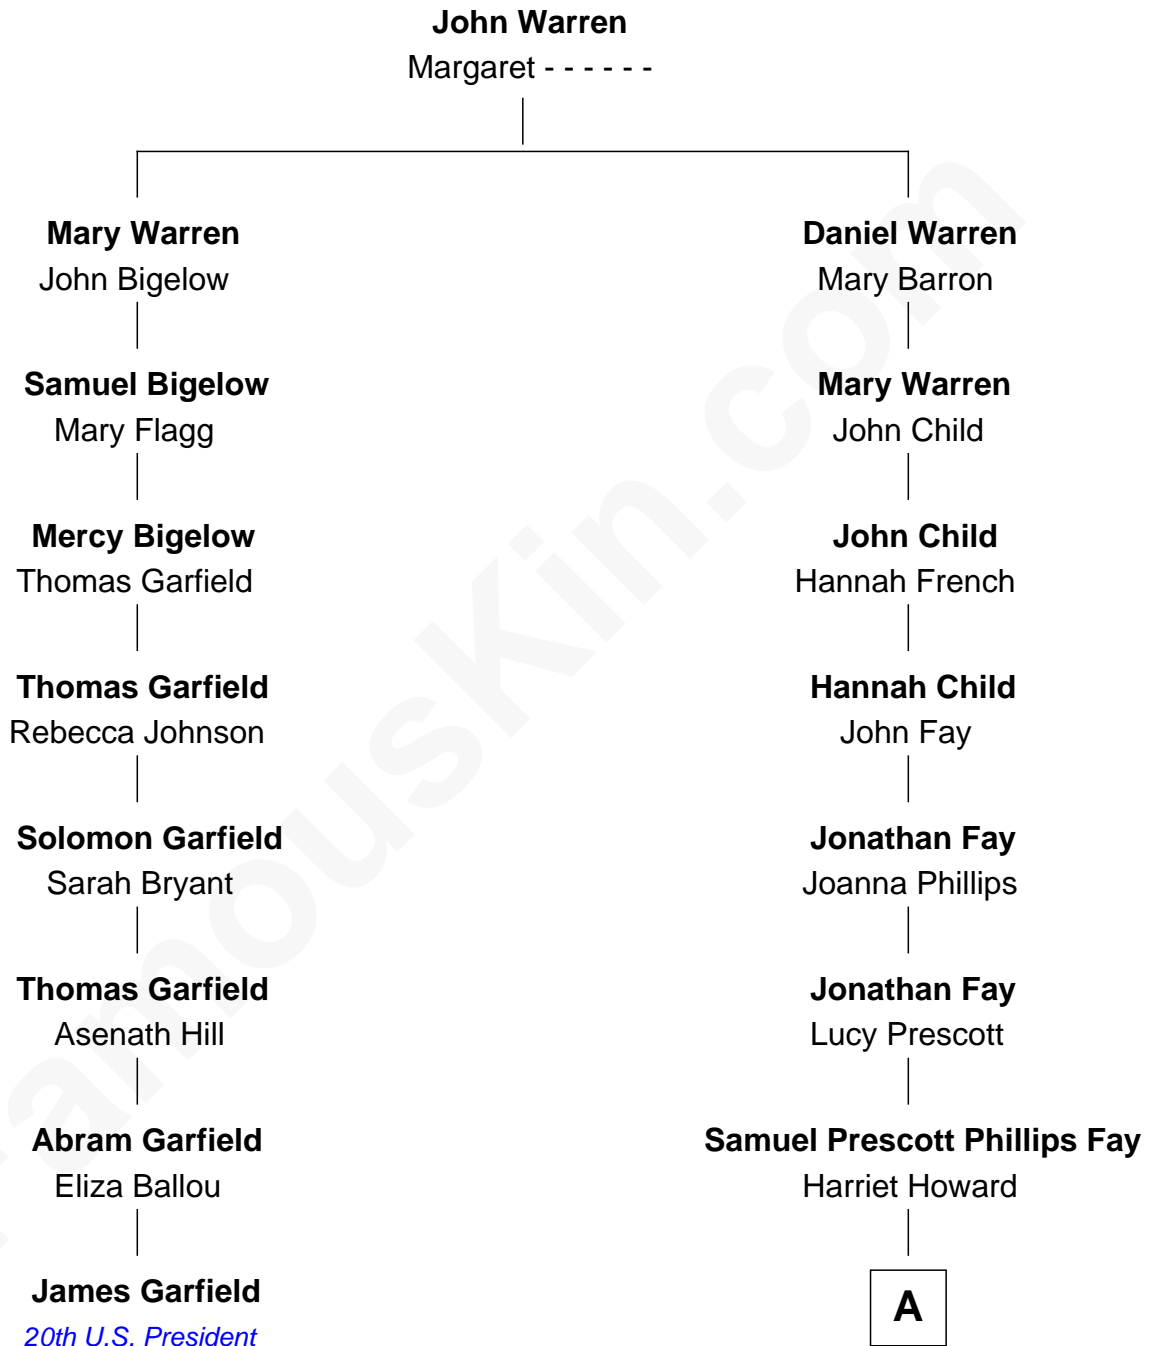 John Warren
Margaret - - - - - -
Mary Warren
John Bigelow
Daniel Warren
Mary Barron
Samuel Bigelow
Mary Flagg
Mary Warren
John Child
Mercy Bigelow
Thomas Garfield
John Child
Hannah French
Thomas Garfield
Rebecca Johnson
Hannah Child
John Fay
Solomon Garfield
Sarah Bryant
Jonathan Fay
Joanna Phillips
Thomas Garfield
Asenath Hill
Jonathan Fay
Lucy Prescott
Abram Garfield
Eliza Ballou
Samuel Prescott Phillips Fay
Harriet Howard
James Garfield
20th U.S. President
A
FamousKin.com